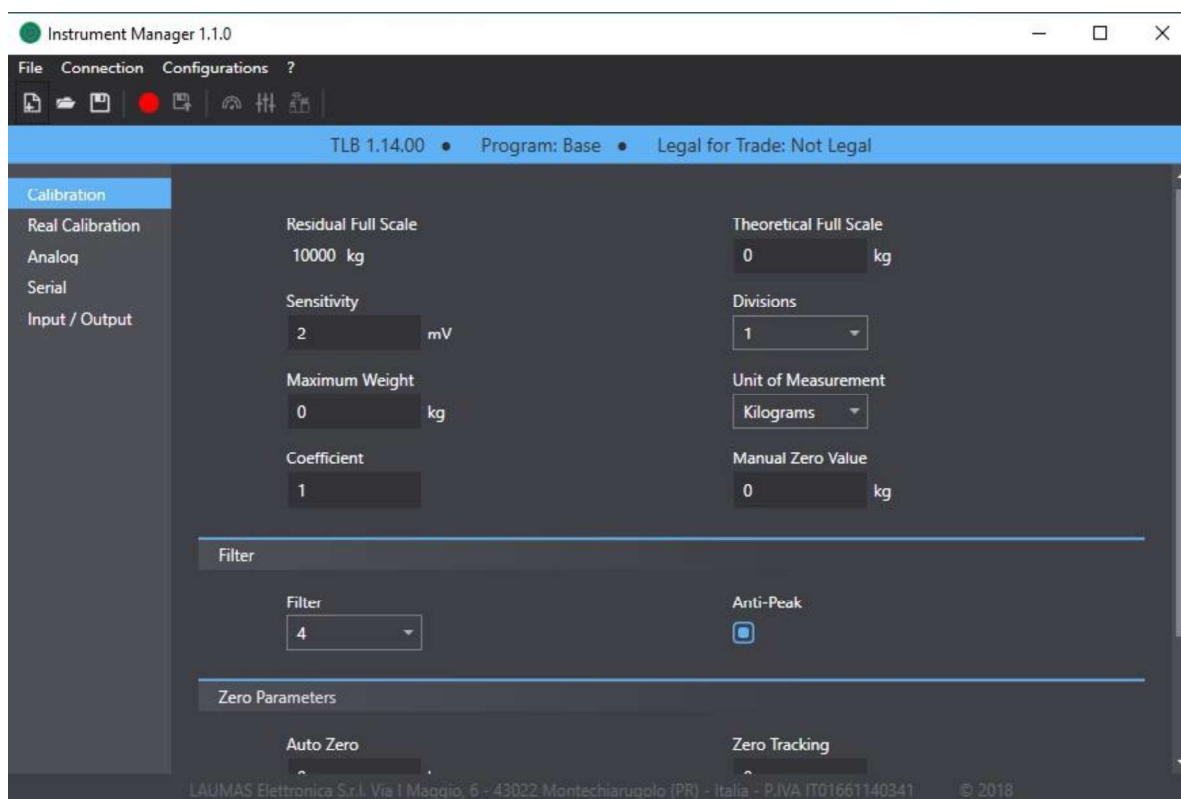 Instrument Manager 1.1.0
File Connection Configurations ?
TLB 1.14.00 ● Program: Base ● Legal for Trade: Not Legal
Calibration
Real Calibration
Analog
Serial
Input / Output
Residual Full Scale
10000 kg
Theoretical Full Scale
0 kg
Sensitivity
2 mV
Divisions
1
Maximum Weight
0 kg
Unit of Measurement
Kilograms
Coefficient
1
Manual Zero Value
0 kg
Filter
Filter
4
Anti-Peak
Zero Parameters
Auto Zero
Zero Tracking
LAUMAS Elettronica S.r.l. Via I Maggio, 6 - 43022 Montechiarugolo (PR) - Italia - P.IVA IT01661140341 © 2018